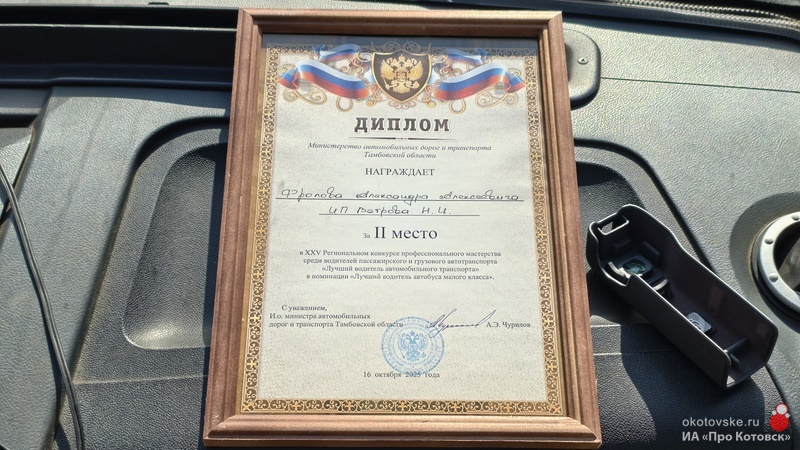 ДИПЛОМ
Министерство автомобильных дорог и транспорта
Тамбовской области
НАГРАЖДАЕТ
Фролова Александра Алексеевича
ИП Ветрова Н.И.
за II место
в XXV Региональном конкурсе профессионального мастерства
среди водителей пассажирского и грузового автотранспорта
«Лучший водитель автомобильного транспорта»
в номинации «Лучший водитель автобуса малого класса».
С уважением,
И.о. министра автомобильных
дорог и транспорта Тамбовской области А.Э. Чурилов
16 октября 2025 года
okotovske.ru
ИА «Про Котовск»